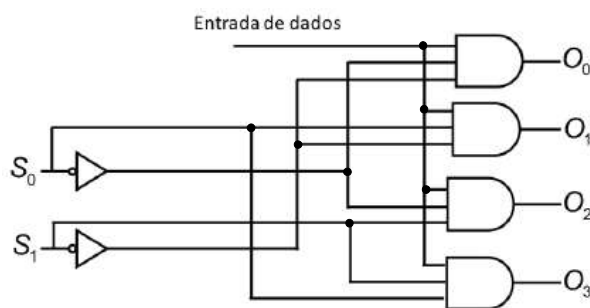 Entrada de dados
O0
O1
S0
O2
S1
O3